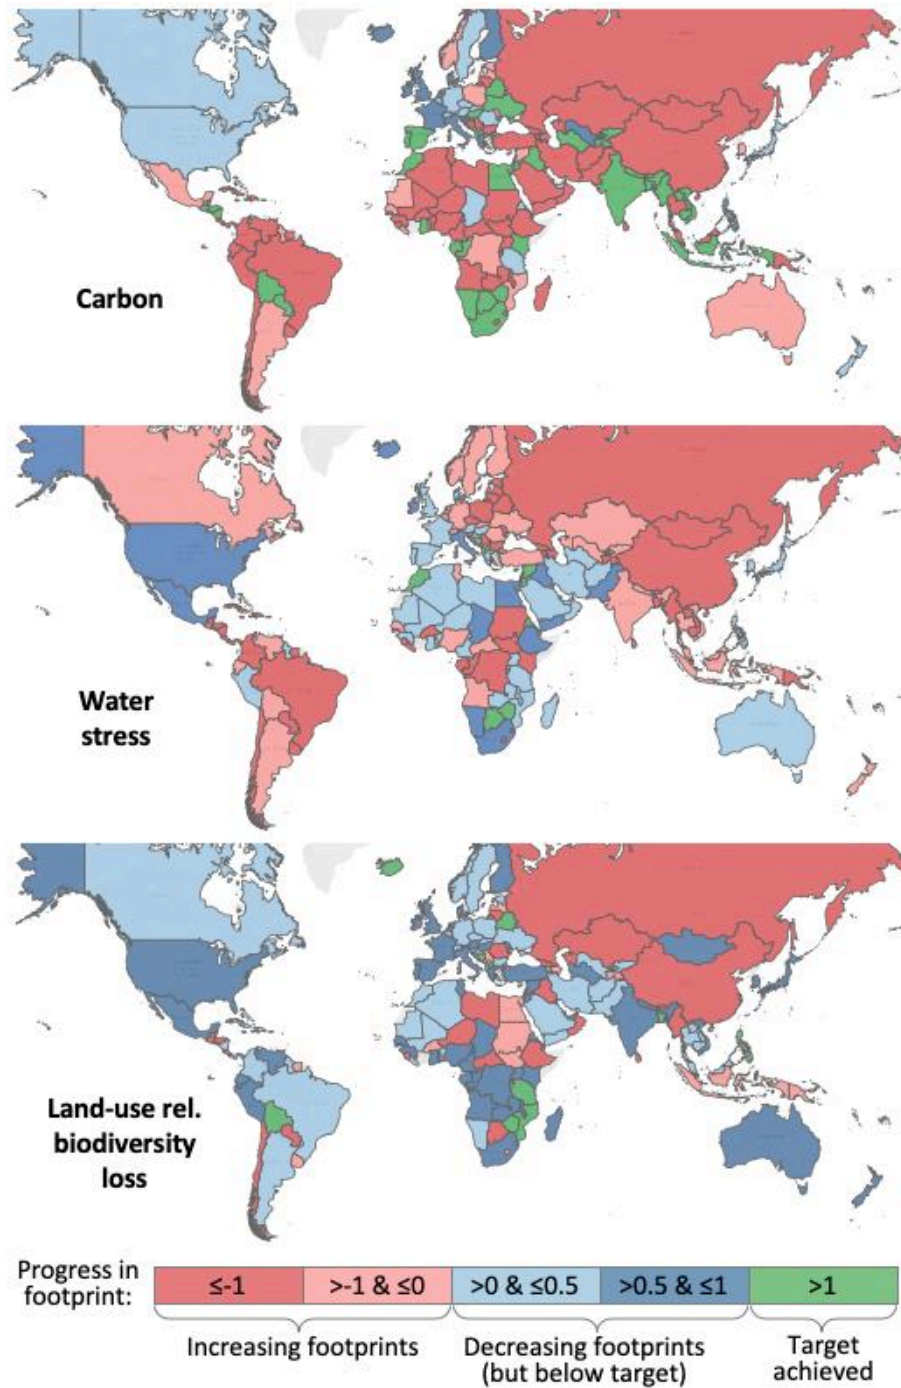 Carbon
Water
stress
Land-use rel.
biodiversity
loss
Progress in
footprint:
≤-1
>-1 & ≤0
>0 & ≤0.5
>0.5 & ≤1
>1
Increasing footprints
Decreasing footprints
(but below target)
Target
achieved